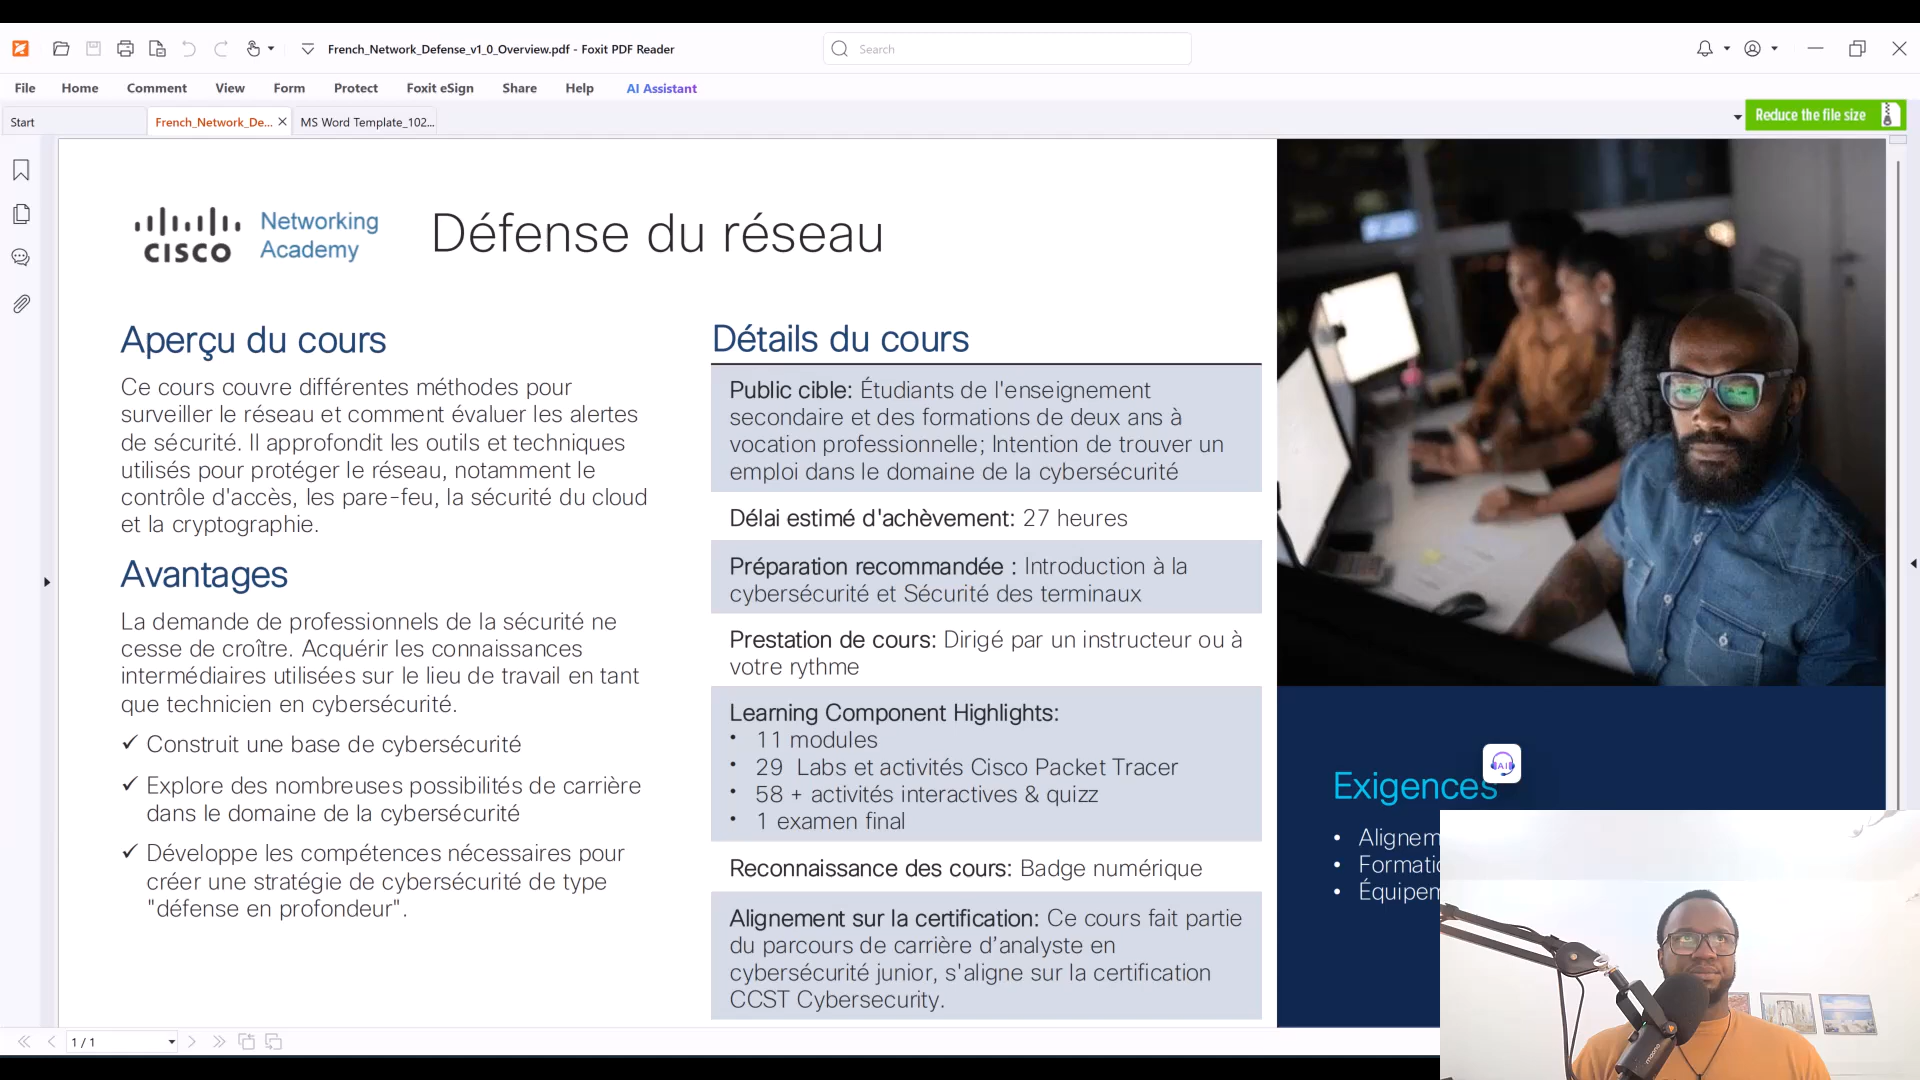 French_Network_Defense_v1_0_Overview.pdf - Foxit PDF Reader
Search
File Home Comment View Form Protect Foxit eSign Share Help AI Assistant
Start
French_Network_De...
MS Word Template_102...
Reduce the file size
CISCO
Networking
Academy
Défense du réseau
Aperçu du cours
Ce cours couvre différentes méthodes pour
surveiller le réseau et comment évaluer les alertes
de sécurité. Il approfondit les outils et techniques
utilisés pour protéger le réseau, notamment le
contrôle d'accès, les pare-feu, la sécurité du cloud
et la cryptographie.
Avantages
La demande de professionnels de la sécurité ne
cesse de croître. Acquérir les connaissances
intermédiaires utilisées sur le lieu de travail en tant
que technicien en cybersécurité.
✓ Construit une base de cybersécurité
✓ Explore des nombreuses possibilités de carrière
dans le domaine de la cybersécurité
✓ Développe les compétences nécessaires pour
créer une stratégie de cybersécurité de type
"défense en profondeur".
Détails du cours
Public cible: Étudiants de l'enseignement
secondaire et des formations de deux ans à
vocation professionnelle; Intention de trouver un
emploi dans le domaine de la cybersécurité
Délai estimé d'achèvement: 27 heures
Préparation recommandée : Introduction à la
cybersécurité et Sécurité des terminaux
Prestation de cours: Dirigé par un instructeur ou à
votre rythme
Learning Component Highlights:
• 11 modules
• 29 Labs et activités Cisco Packet Tracer
• 58 + activités interactives & quizz
• 1 examen final
Reconnaissance des cours: Badge numérique
Alignement sur la certification: Ce cours fait partie
du parcours de carrière d’analyste en
cybersécurité junior, s'aligne sur la certification
CCST Cybersecurity.
AI
Exigences
• Alignem
• Formatio
• Équipem
1 / 1